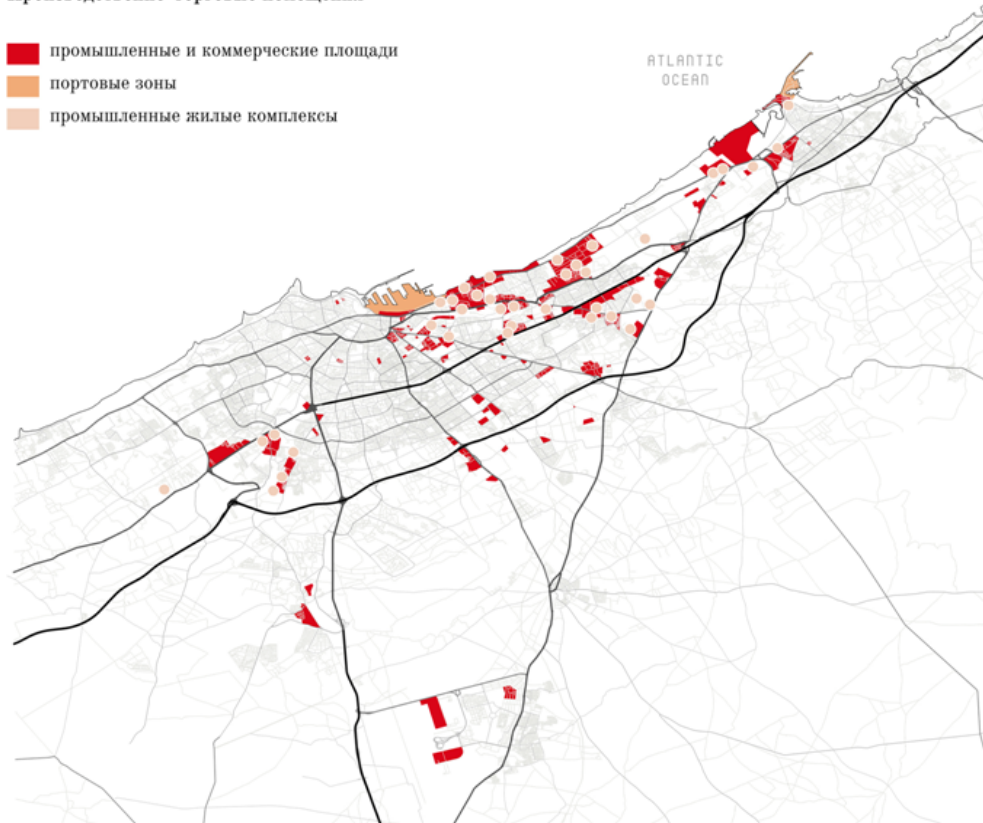 промышленные и коммерческие площади
портовые зоны
промышленные жилые комплексы
ATLANTIC
OCEAN